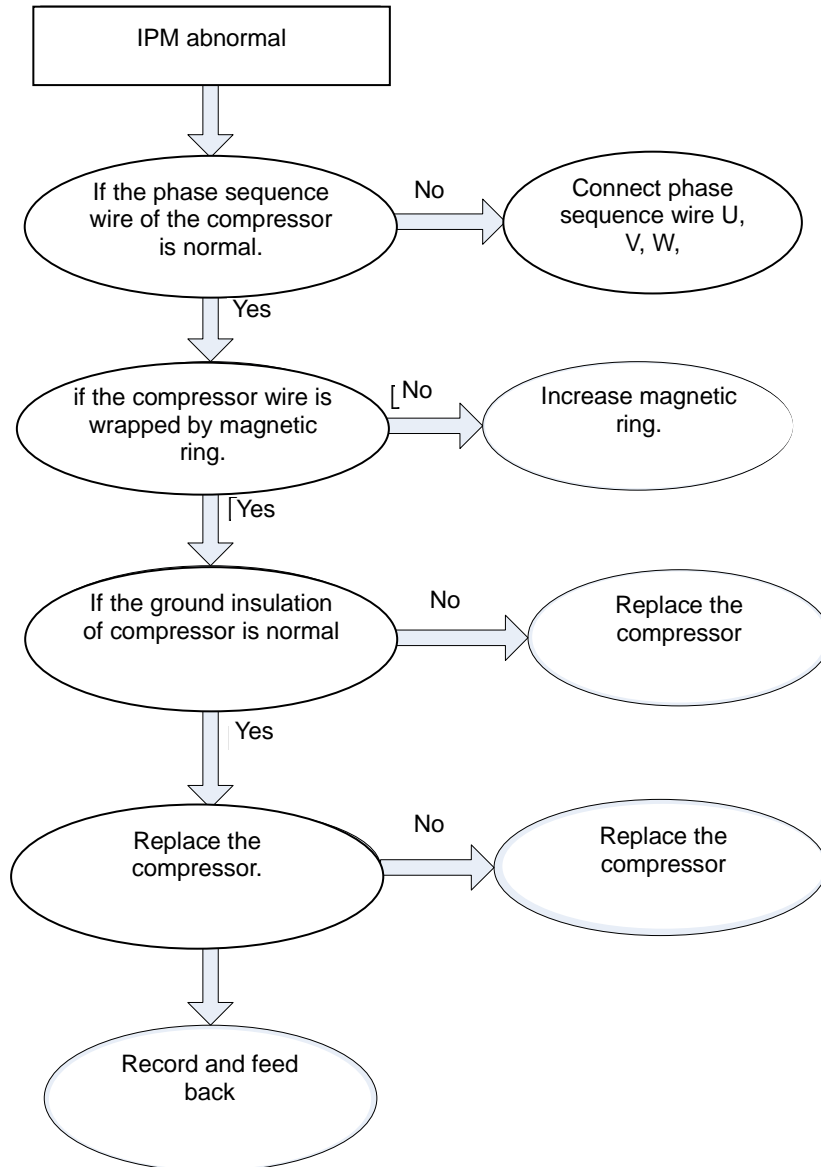 IPM abnormal
If the phase sequence
wire of the compressor
is normal.
No
Connect phase
sequence wire U,
V, W,
Yes
if the compressor wire is
wrapped by magnetic
ring.
No
Increase magnetic
ring.
Yes
If the ground insulation
of compressor is normal
No
Replace the
compressor
Yes
Replace the
compressor.
No
Replace the
compressor
Record and feed
back